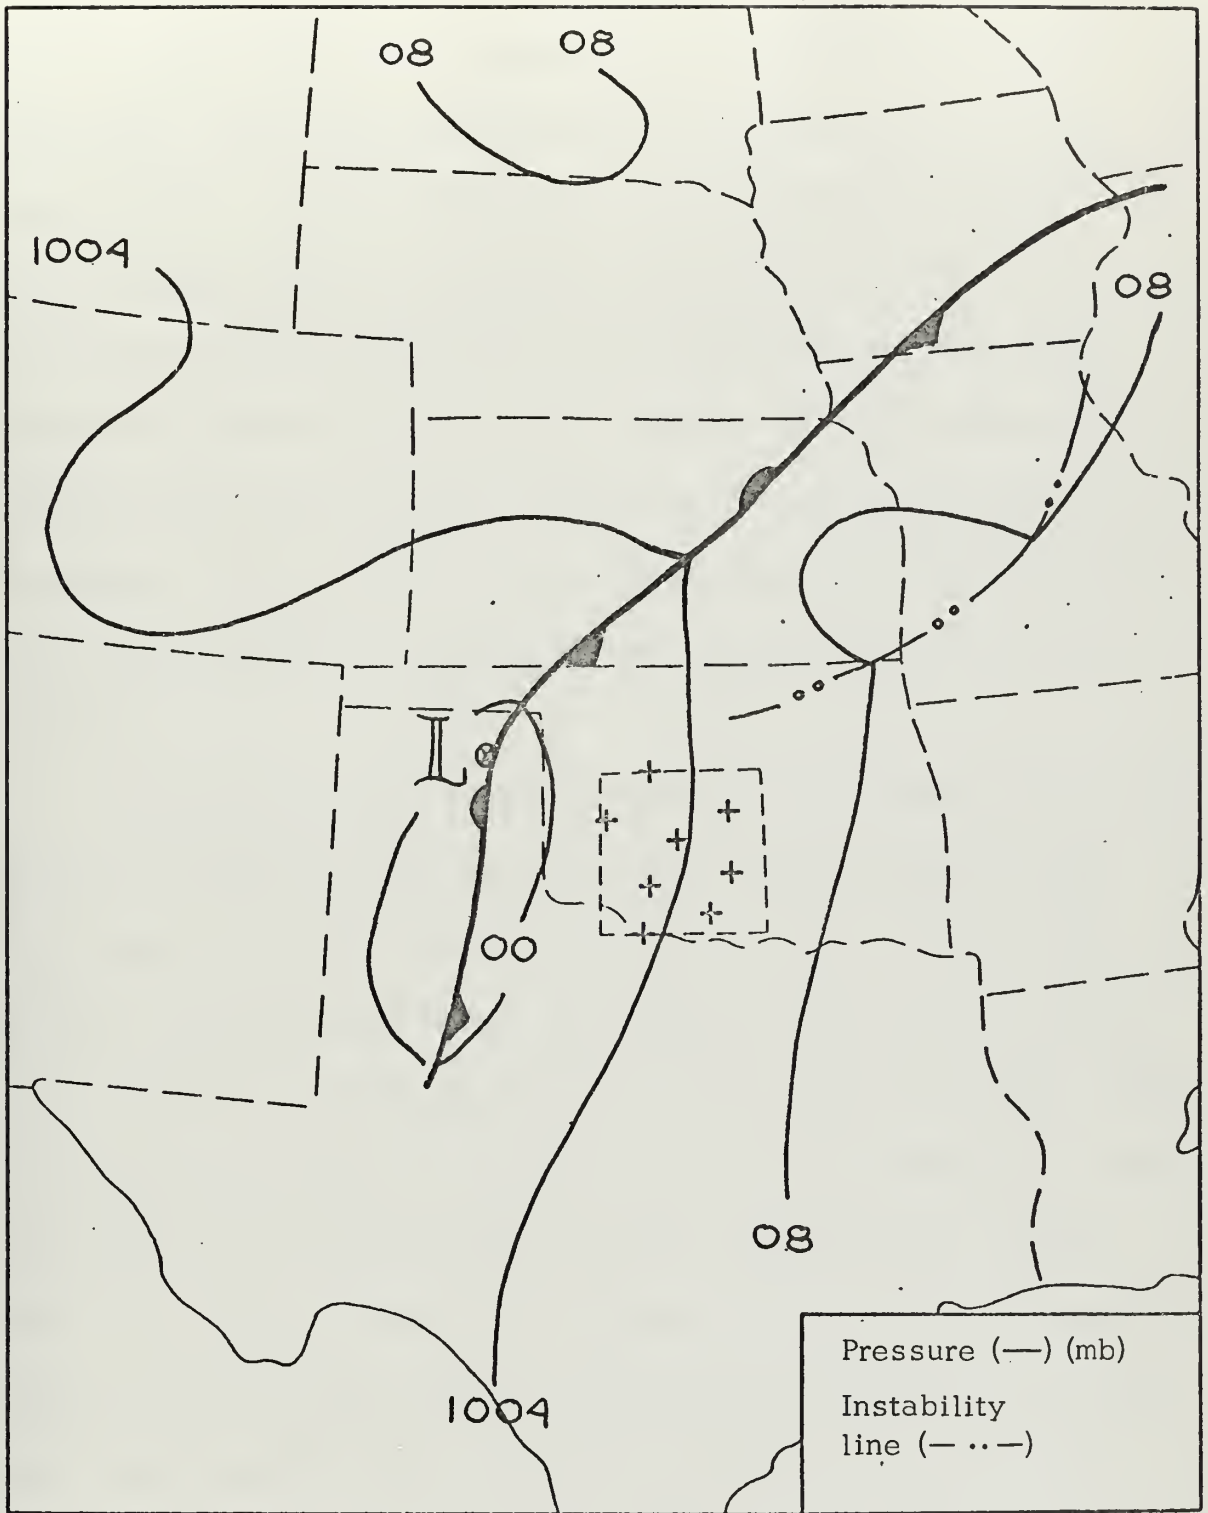 08 08
1004
08
L
00
08
1004
Pressure (—) (mb)
Instability
line (— ·· —)